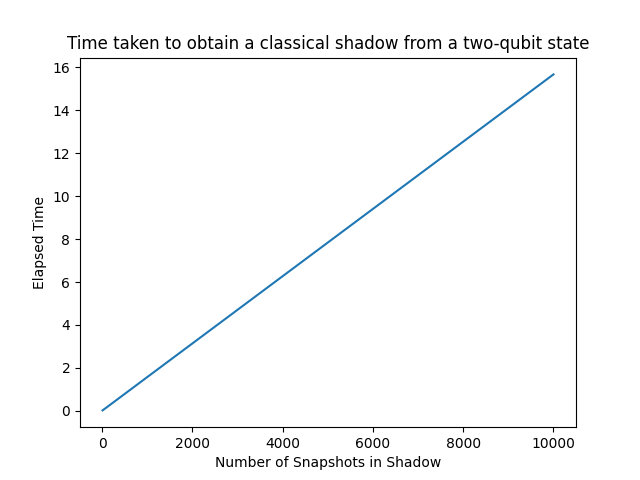 Time taken to obtain a classical shadow from a two-qubit state
16
14
12
10
8
6
4
2
0
Elapsed Time
0 2000 4000 6000 8000 10000
Number of Snapshots in Shadow